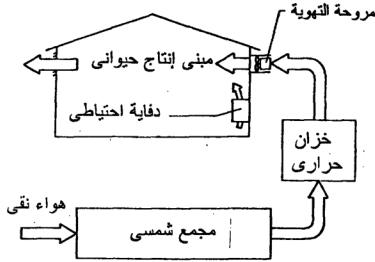 مروحة التهوية
مبنى إنتاج حيوانى
دفاية احتياطى
خزان
حرارى
هواء نقى
مجمع شمسى